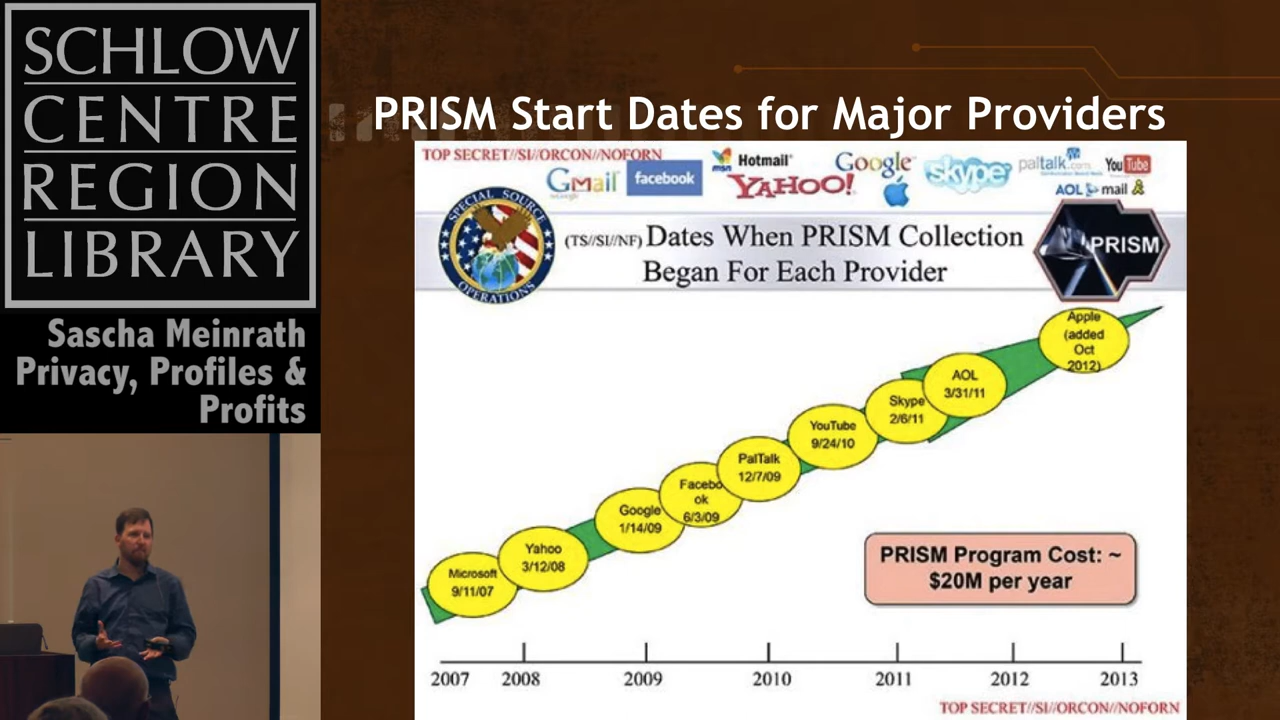 SCHLOW
CENTRE
REGION
LIBRARY
Sascha Meinrath
Privacy, Profiles &
Profits
PRISM Start Dates for Major Providers
TOP SECRET//SI//ORCON//NOFORN
Gmail
facebook
msn
Hotmail
YAHOO!
Google
skype
paltalk.com
YouTube
AOL mail
SPECIAL SOURCE
OPERATIONS
(TS//SI//NF) Dates When PRISM Collection
Began For Each Provider
PRISM
Microsoft
9/11/07
Yahoo
3/12/08
Google
1/14/09
Facebo
ok
6/3/09
PalTalk
12/7/09
YouTube
9/24/10
Skype
2/6/11
AOL
3/31/11
Apple
(added
Oct
2012)
PRISM Program Cost: ~
$20M per year
2007 2008 2009 2010 2011 2012 2013
TOP SECRET//SI//ORCON//NOFORN